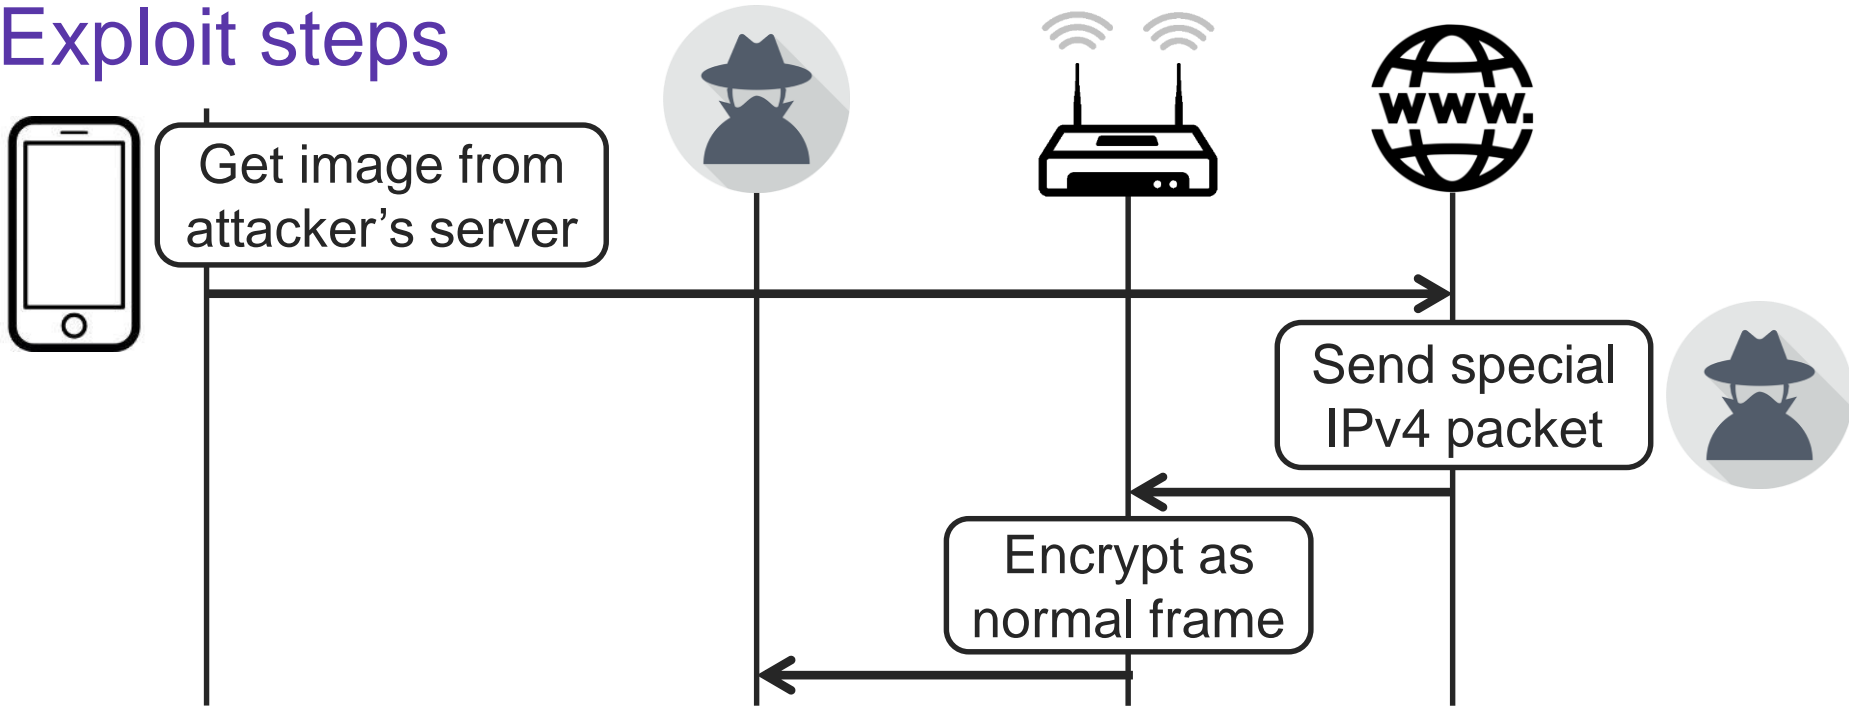 Exploit steps
Get image from
attacker’s server
www.
Send special
IPv4 packet
Encrypt as
normal frame